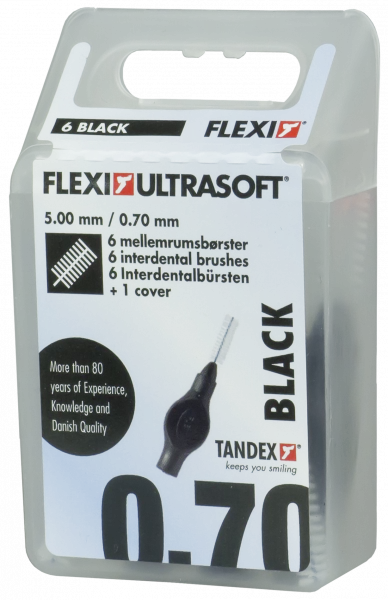 6 BLACK FLEXI
FLEXI ULTRASOFT®
5.00 mm / 0.70 mm
6 mellemrumsbørster
6 interdental brushes
6 Interdentalbürsten
+ 1 cover
More than 80
years of Experience,
Knowledge and
Danish Quality
BLACK
TANDEX
keeps you smiling
0.70